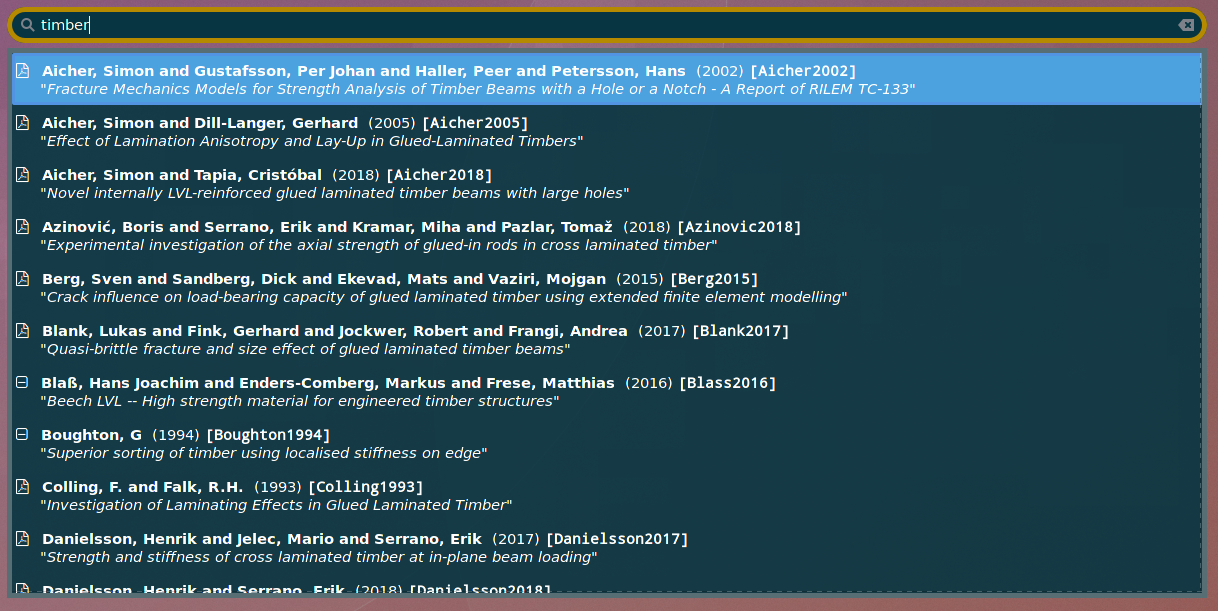 timber
Aicher, Simon and Gustafsson, Per Johan and Haller, Peer and Petersson, Hans (2002) [Aicher2002]
"Fracture Mechanics Models for Strength Analysis of Timber Beams with a Hole or a Notch - A Report of RILEM TC-133"
Aicher, Simon and Dill-Langer, Gerhard (2005) [Aicher2005]
"Effect of Lamination Anisotropy and Lay-Up in Glued-Laminated Timbers"
Aicher, Simon and Tapia, Cristóbal (2018) [Aicher2018]
"Novel internally LVL-reinforced glued laminated timber beams with large holes"
Azinović, Boris and Serrano, Erik and Kramar, Miha and Pazlar, Tomaž (2018) [Azinovic2018]
"Experimental investigation of the axial strength of glued-in rods in cross laminated timber"
Berg, Sven and Sandberg, Dick and Ekevad, Mats and Vaziri, Mojgan (2015) [Berg2015]
"Crack influence on load-bearing capacity of glued laminated timber using extended finite element modelling"
Blank, Lukas and Fink, Gerhard and Jockwer, Robert and Frangi, Andrea (2017) [Blank2017]
"Quasi-brittle fracture and size effect of glued laminated timber beams"
Blaß, Hans Joachim and Enders-Comberg, Markus and Frese, Matthias (2016) [Blass2016]
"Beech LVL -- High strength material for engineered timber structures"
Boughton, G (1994) [Boughton1994]
"Superior sorting of timber using localised stiffness on edge"
Colling, F. and Falk, R.H. (1993) [Colling1993]
"Investigation of Laminating Effects in Glued Laminated Timber"
Danielsson, Henrik and Jelec, Mario and Serrano, Erik (2017) [Danielsson2017]
"Strength and stiffness of cross laminated timber at in-plane beam loading"
Danielsson, Henrik and Serrano, Erik (2018) [Danielsson2018]